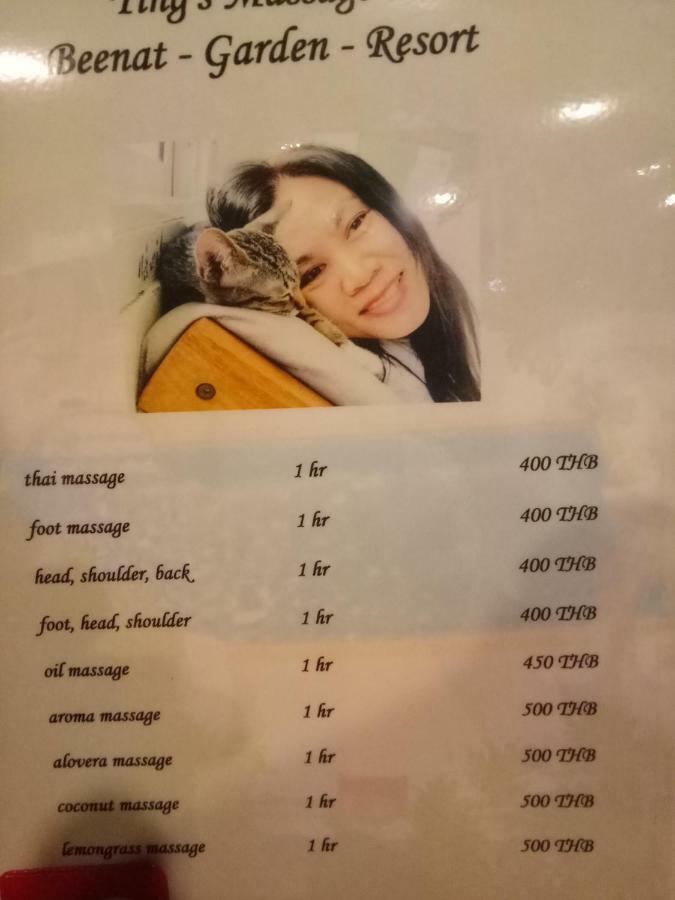 Ting's Massage
Beenat - Garden - Resort
thai massage 1 hr 400 THB
foot massage 1 hr 400 THB
head, shoulder, back 1 hr 400 THB
foot, head, shoulder 1 hr 400 THB
oil massage 1 hr 450 THB
aroma massage 1 hr 500 THB
alovera massage 1 hr 500 THB
coconut massage 1 hr 500 THB
lemongrass massage 1 hr 500 THB